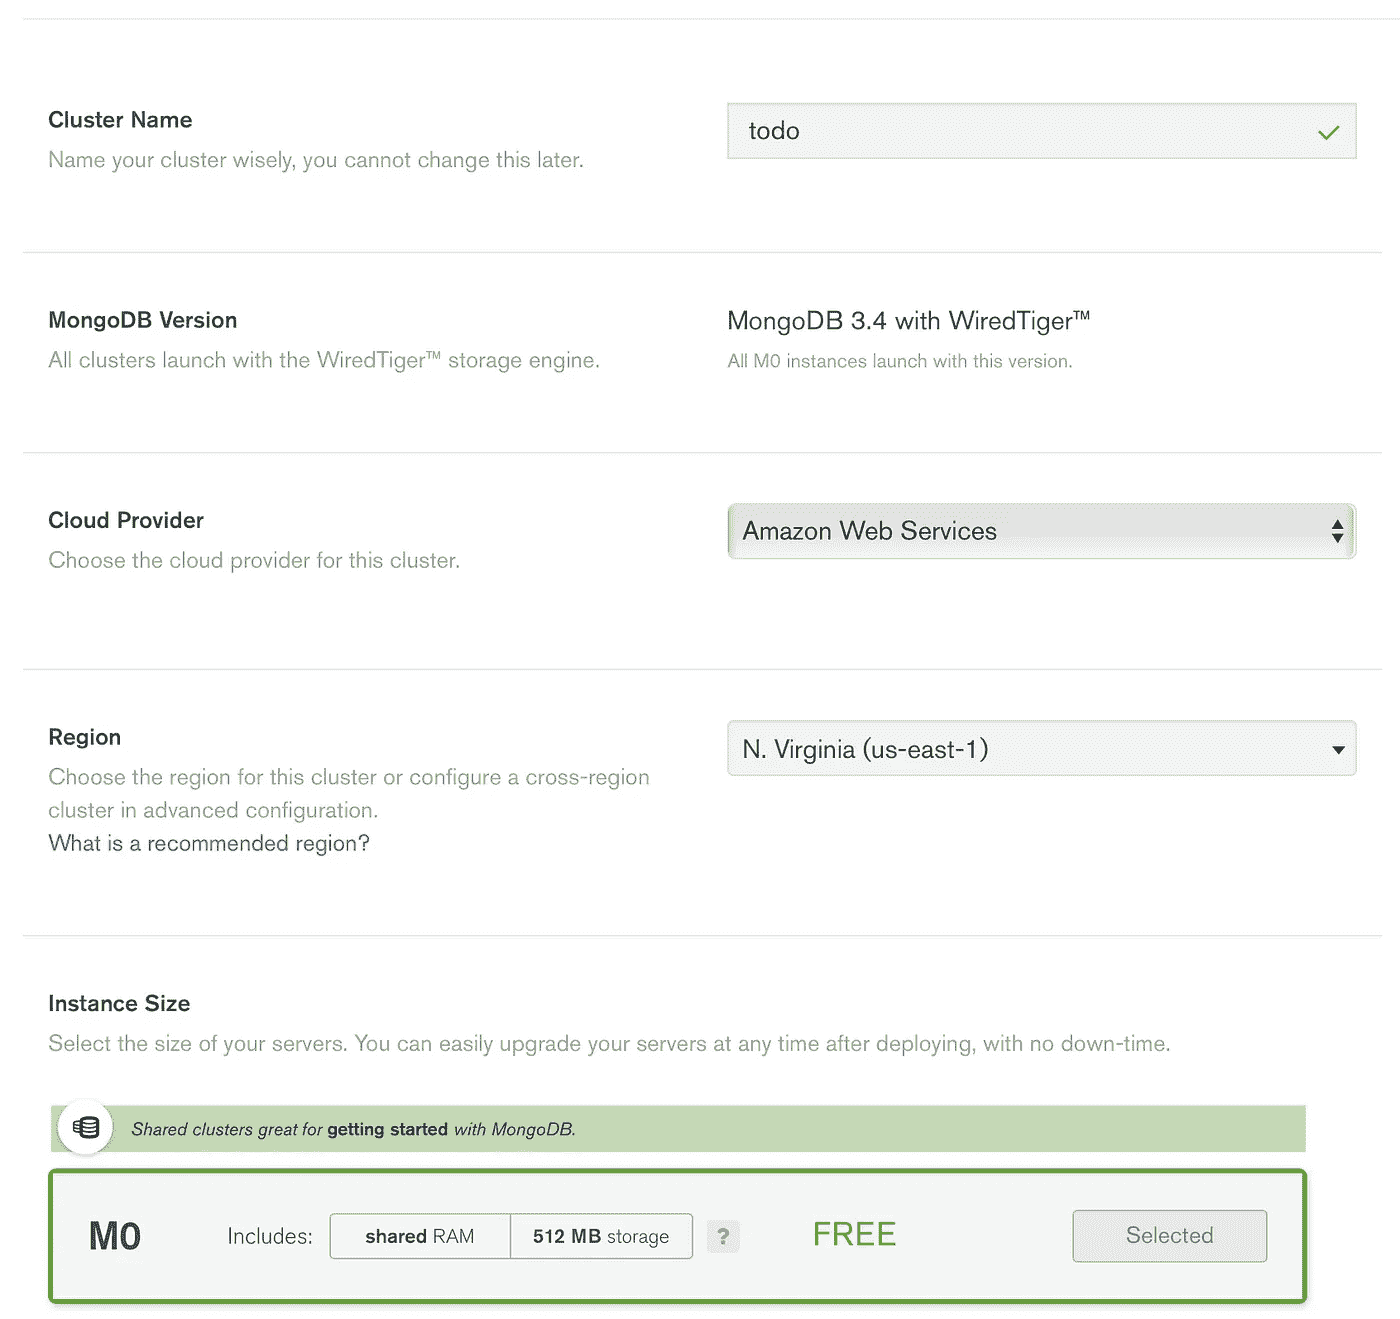 Cluster Name
todo
Name your cluster wisely, you cannot change this later.
MongoDB Version
MongoDB 3.4 with WiredTiger™
All clusters launch with the WiredTiger™ storage engine.
All M0 instances launch with this version.
Cloud Provider
Amazon Web Services
Choose the cloud provider for this cluster.
Region
N. Virginia (us-east-1)
Choose the region for this cluster or configure a cross-region
cluster in advanced configuration.
What is a recommended region?
Instance Size
Select the size of your servers. You can easily upgrade your servers at any time after deploying, with no down-time.
Shared clusters great for getting started with MongoDB.
M0 Includes: shared RAM 512 MB storage ? FREE Selected